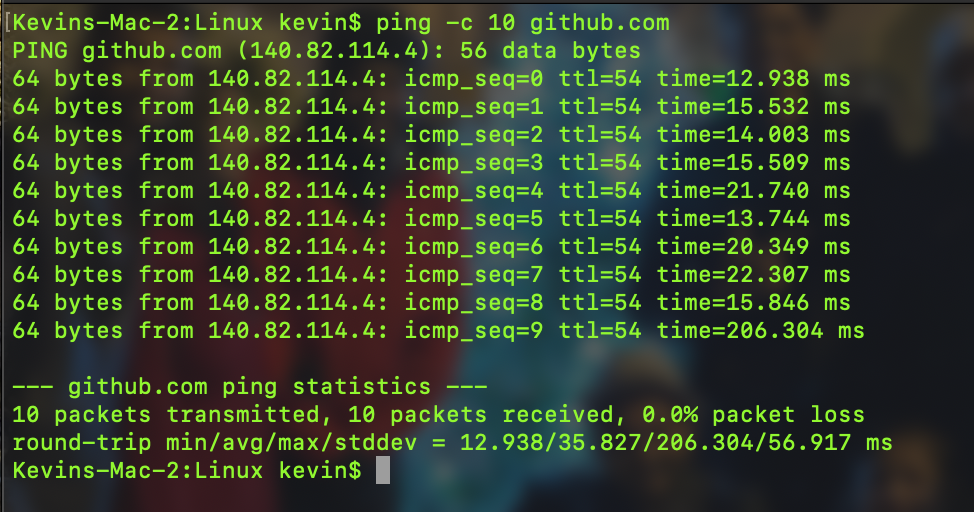 [Kevins-Mac-2:Linux kevin$ ping -c 10 github.com
PING github.com (140.82.114.4): 56 data bytes
64 bytes from 140.82.114.4: icmp_seq=0 ttl=54 time=12.938 ms
64 bytes from 140.82.114.4: icmp_seq=1 ttl=54 time=15.532 ms
64 bytes from 140.82.114.4: icmp_seq=2 ttl=54 time=14.003 ms
64 bytes from 140.82.114.4: icmp_seq=3 ttl=54 time=15.509 ms
64 bytes from 140.82.114.4: icmp_seq=4 ttl=54 time=21.740 ms
64 bytes from 140.82.114.4: icmp_seq=5 ttl=54 time=13.744 ms
64 bytes from 140.82.114.4: icmp_seq=6 ttl=54 time=20.349 ms
64 bytes from 140.82.114.4: icmp_seq=7 ttl=54 time=22.307 ms
64 bytes from 140.82.114.4: icmp_seq=8 ttl=54 time=15.846 ms
64 bytes from 140.82.114.4: icmp_seq=9 ttl=54 time=206.304 ms
--- github.com ping statistics ---
10 packets transmitted, 10 packets received, 0.0% packet loss
round-trip min/avg/max/stddev = 12.938/35.827/206.304/56.917 ms
Kevins-Mac-2:Linux kevin$